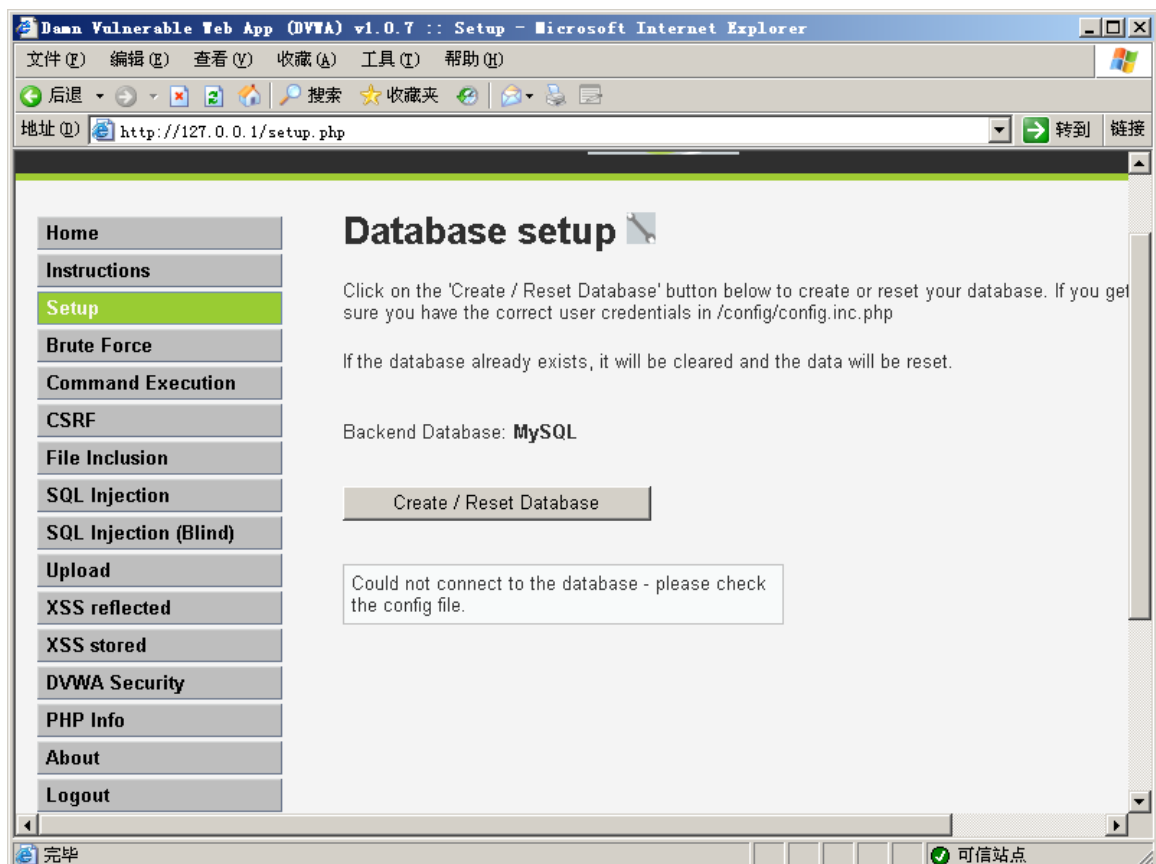 Damn Vulnerable Web App (DVWA) v1.0.7 :: Setup - Microsoft Internet Explorer
文件(F) 编辑(E) 查看(V) 收藏(A) 工具(T) 帮助(H)
后退 搜索 收藏夹
地址(D) http://127.0.0.1/setup.php 转到 链接
Home
Instructions
Setup
Brute Force
Command Execution
CSRF
File Inclusion
SQL Injection
SQL Injection (Blind)
Upload
XSS reflected
XSS stored
DVWA Security
PHP Info
About
Logout
Database setup
Click on the 'Create / Reset Database' button below to create or reset your database. If you get
sure you have the correct user credentials in /config/config.inc.php
If the database already exists, it will be cleared and the data will be reset.
Backend Database: MySQL
Create / Reset Database
Could not connect to the database - please check
the config file.
完毕 可信站点